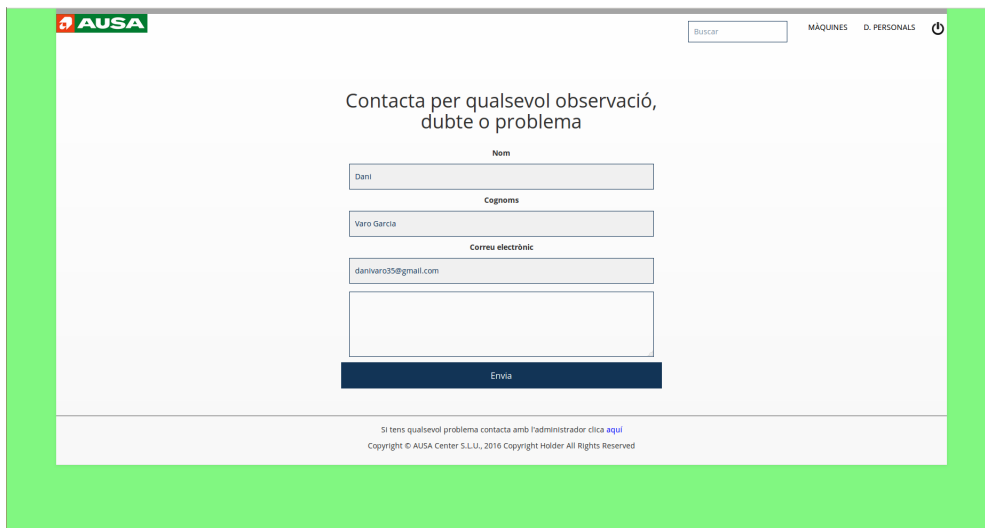 AUSA
Buscar
MÀQUINES
D. PERSONALS
Contacta per qualsevol observació,
dubte o problema
Nom
Dani
Cognoms
Varo Garcia
Correu electrònic
danivaro35@gmail.com
Envia
Si tens qualsevol problema contacta amb l'administrador clica aquí
Copyright © AUSA Center S.L.U., 2016 Copyright Holder All Rights Reserved